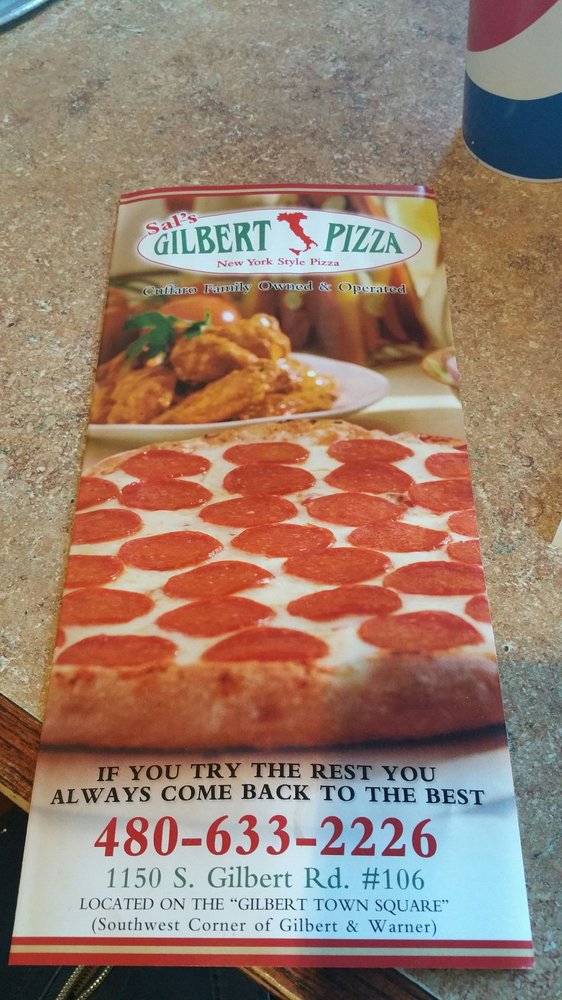 Sal's
GILBERT PIZZA
New York Style Pizza
Cuffaro Family Owned & Operated
IF YOU TRY THE REST YOU
ALWAYS COME BACK TO THE BEST
480-633-2226
1150 S. Gilbert Rd. #106
LOCATED ON THE "GILBERT TOWN SQUARE"
(Southwest Corner of Gilbert & Warner)